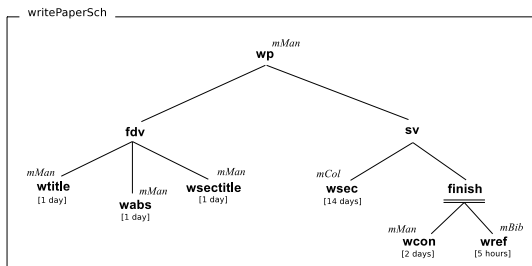 writePaperSch
mMan
wp
fdv
sv
mMan
wtitle
[1 day]
mMan
wabs
[1 day]
mMan
wsectitle
[1 day]
mCol
wsec
[14 days]
finish
mMan
wcon
[2 days]
mBib
wref
[5 hours]